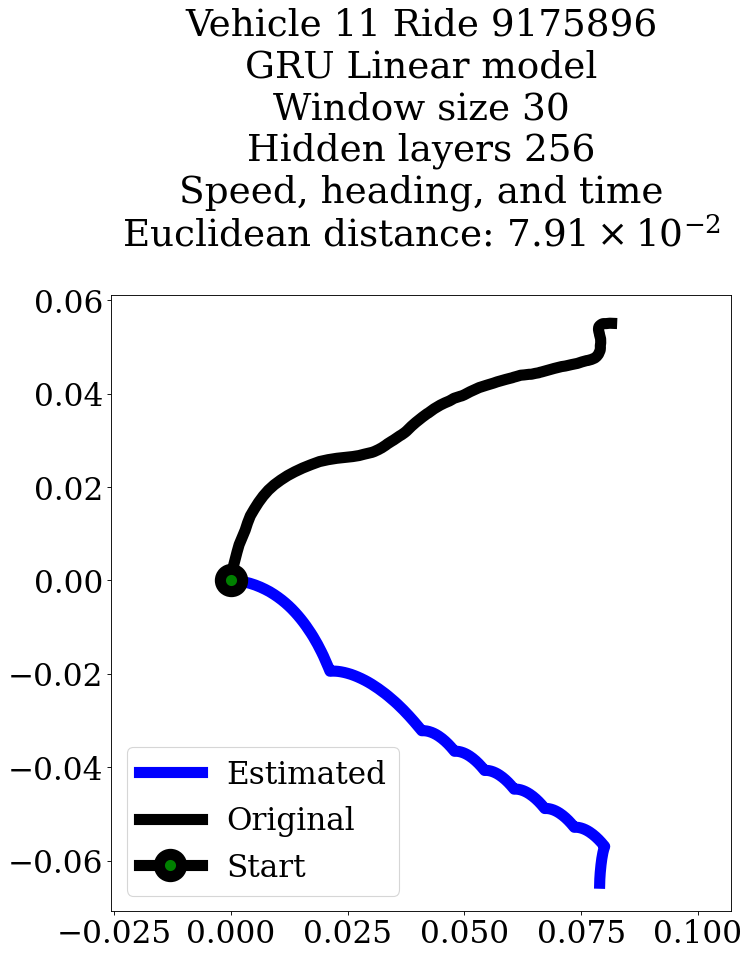 Vehicle 11 Ride 9175896
GRU Linear model
Window size 30
Hidden layers 256
Speed, heading, and time
Euclidean distance: 7.91 × 10⁻²
0.06
0.04
0.02
0.00
−0.02
−0.04
−0.06
Estimated
Original
Start
−0.025 0.000 0.025 0.050 0.075 0.100